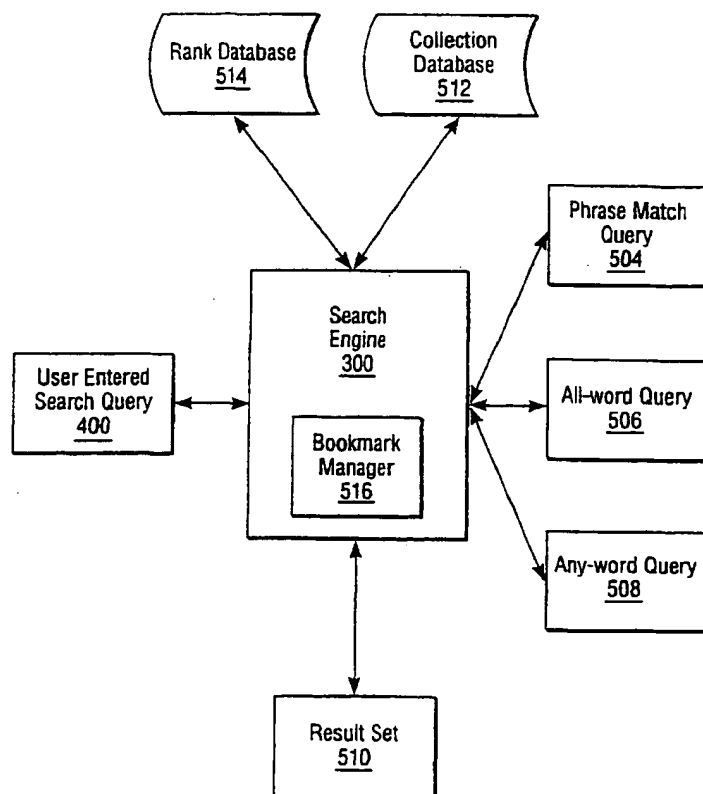 Rank Database
514
Collection
Database
512
Phrase Match
Query
504
Search
Engine
300
User Entered
Search Query
400
All-word Query
506
Bookmark
Manager
516
Any-word Query
508
Result Set
510